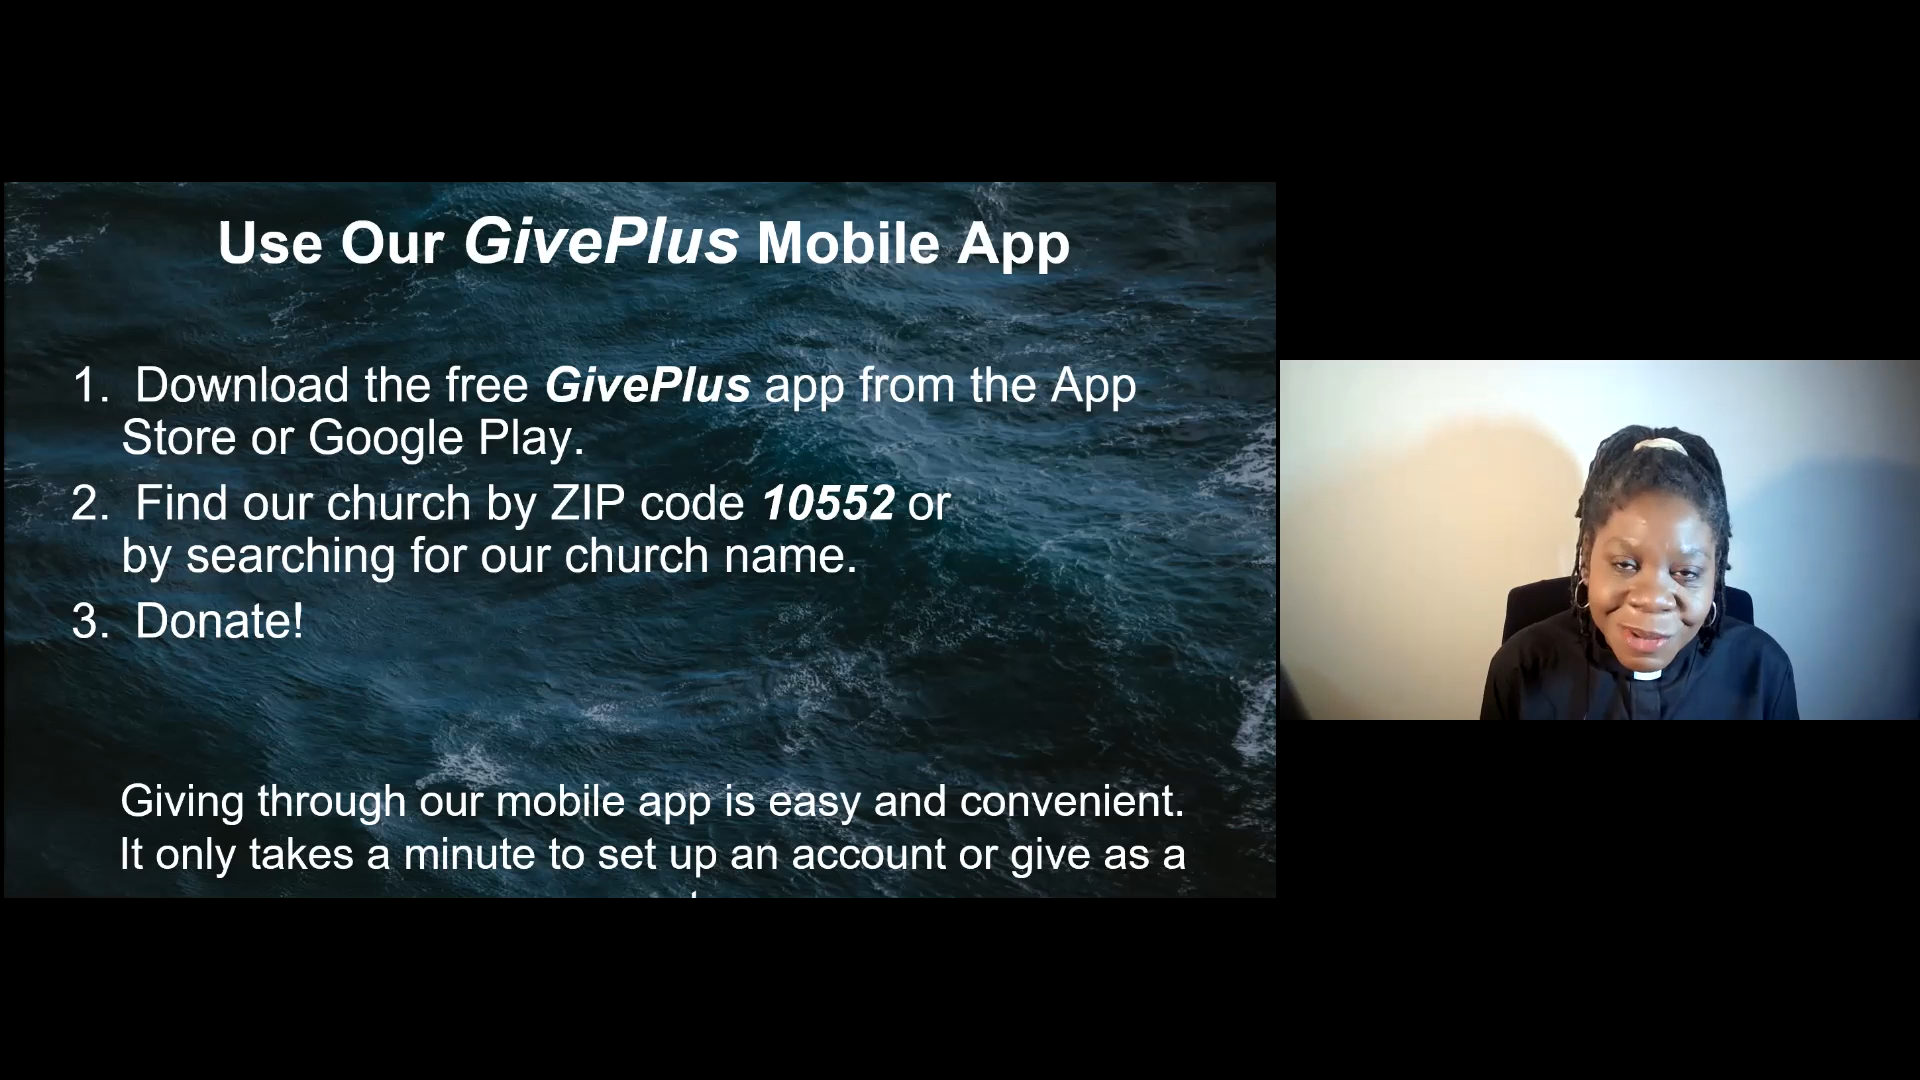 Use Our GivePlus Mobile App
1. Download the free GivePlus app from the App
Store or Google Play.
2. Find our church by ZIP code 10552 or
by searching for our church name.
3. Donate!
Giving through our mobile app is easy and convenient.
It only takes a minute to set up an account or give as a